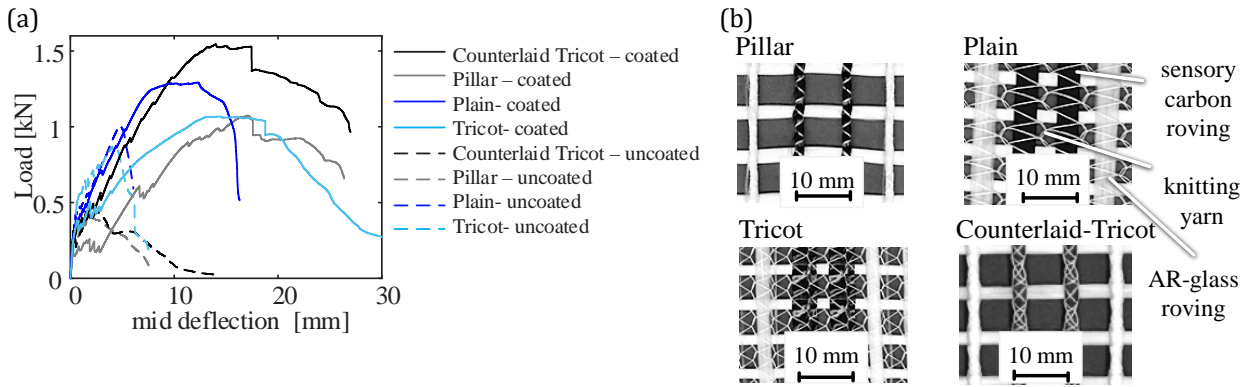 (a)
1.5
1
0.5
0
Load [kN]
0
10
20
30
mid deflection [mm]
Counterlaid Tricot – coated
Pillar – coated
Plain- coated
Tricot- coated
Counterlaid Tricot – uncoated
Pillar – uncoated
Plain- uncoated
Tricot- uncoated
(b)
Pillar
10 mm
Plain
10 mm
sensory
carbon
roving
knitting
yarn
AR-glass
roving
Tricot
10 mm
Counterlaid-Tricot
10 mm